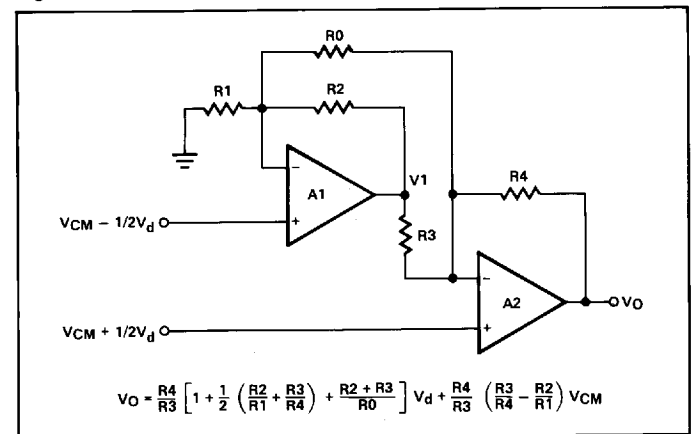 R0
R1
R2
R4
V1
A1
R3
VCM − 1/2Vd
A2
VO
VCM + 1/2Vd
VO = R4/R3 [1 + 1/2 (R2/R1 + R3/R4) + R2 + R3/R0] Vd + R4/R3 (R3/R4 − R2/R1) VCM